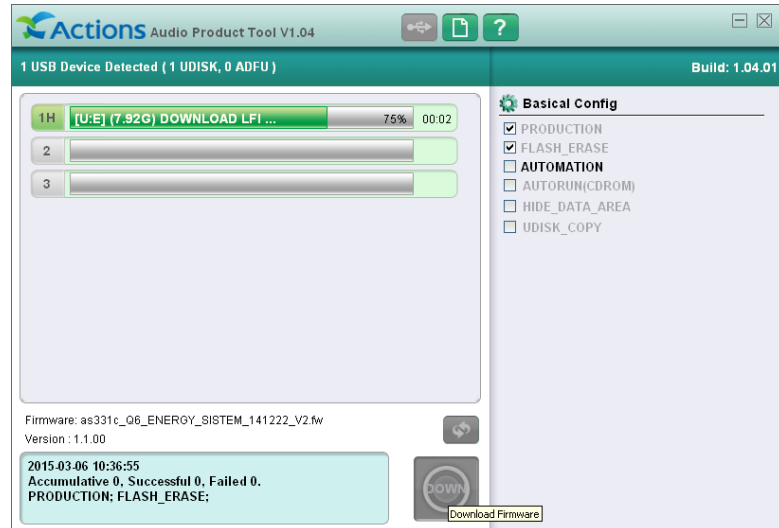 Actions Audio Product Tool V1.04
?
1 USB Device Detected ( 1 UDISK, 0 ADFU )
Build: 1.04.01
1H [U:E] (7.92G) DOWNLOAD LFI ... 75% 00:02
2
3
Basical Config
PRODUCTION
FLASH_ERASE
AUTOMATION
AUTORUN(CDROM)
HIDE_DATA_AREA
UDISK_COPY
Firmware: as331c_Q6_ENERGY_SISTEM_141222_V2.fw
Version : 1.1.00
2015-03-06 10:36:55
Accumulative 0, Successful 0, Failed 0.
PRODUCTION; FLASH_ERASE;
DOWN
Download Firmware